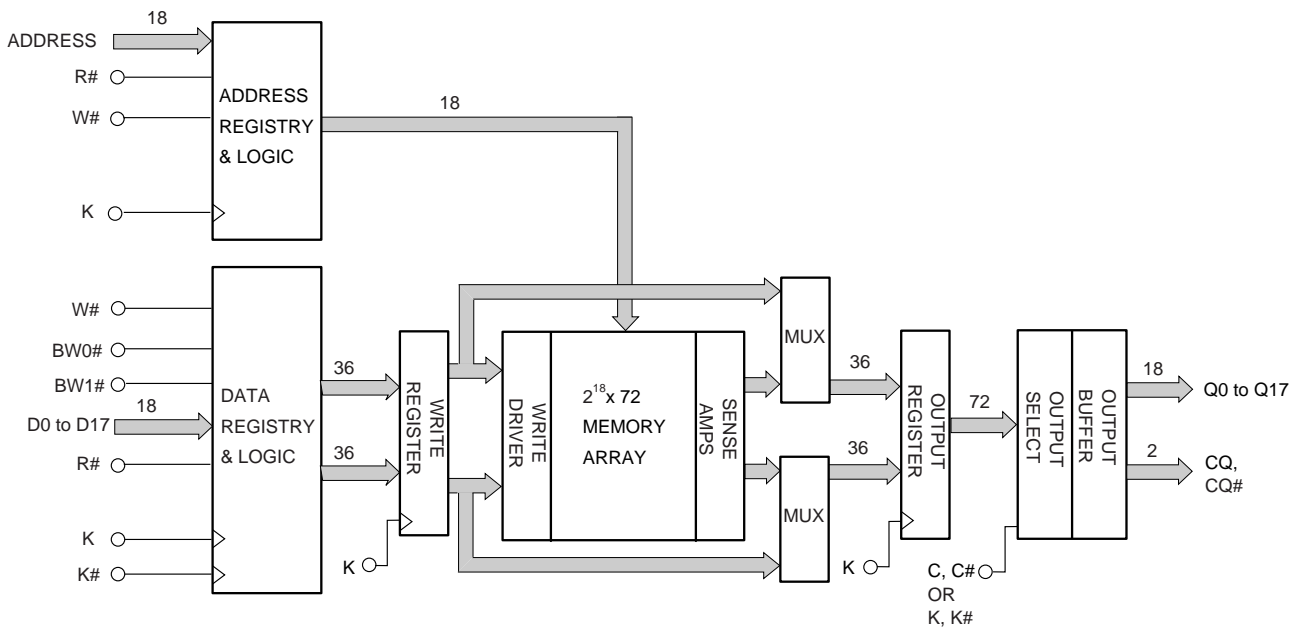 18
ADDRESS
R#
W#
K
ADDRESS
REGISTRY
& LOGIC
18
W#
BW0#
BW1#
18
D0 to D17
R#
K
K#
DATA
REGISTRY
& LOGIC
36
36
WRITE
REGISTER
K
WRITE
DRIVER
2^18 x 72
MEMORY
ARRAY
SENSE
AMPS
MUX
MUX
36
36
OUTPUT
REGISTER
K
72
OUTPUT
SELECT
OUTPUT
BUFFER
C, C#
OR
K, K#
18
Q0 to Q17
2
CQ,
CQ#